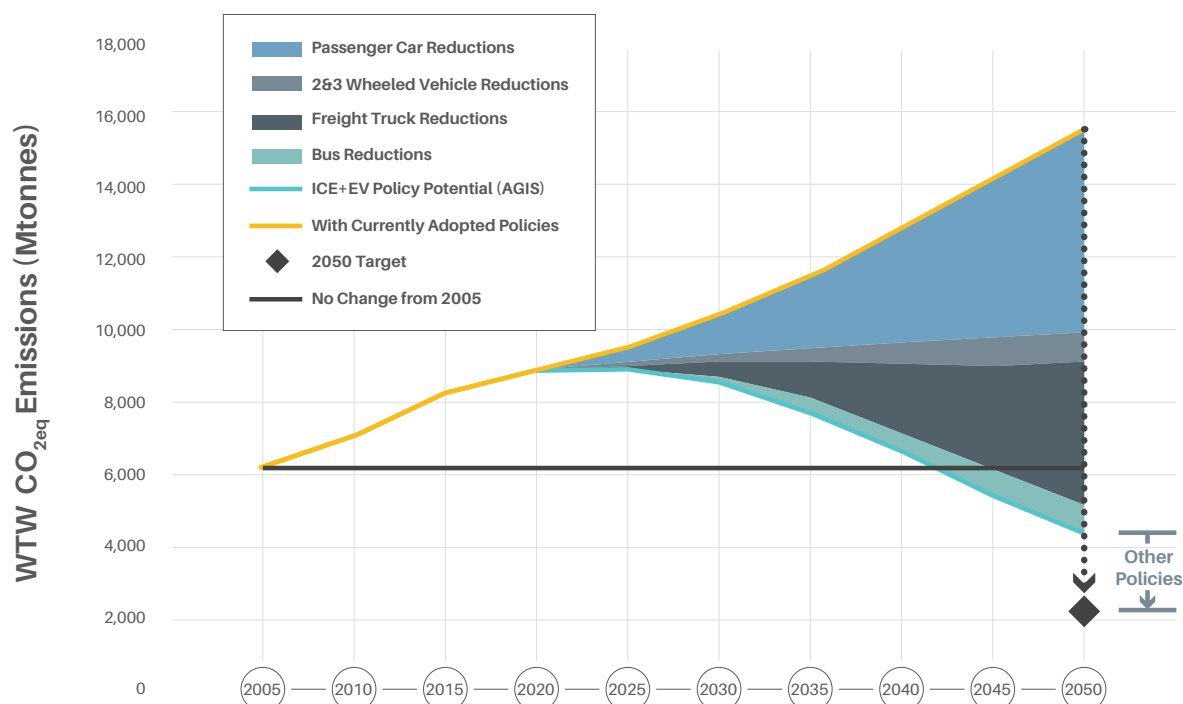 WTW CO2eq Emissions (Mtonnes)
18,000
16,000
14,000
12,000
10,000
8,000
6,000
4,000
2,000
0
Passenger Car Reductions
2&3 Wheeled Vehicle Reductions
Freight Truck Reductions
Bus Reductions
ICE+EV Policy Potential (AGIS)
With Currently Adopted Policies
2050 Target
No Change from 2005
Other
Policies
2005 2010 2015 2020 2025 2030 2035 2040 2045 2050